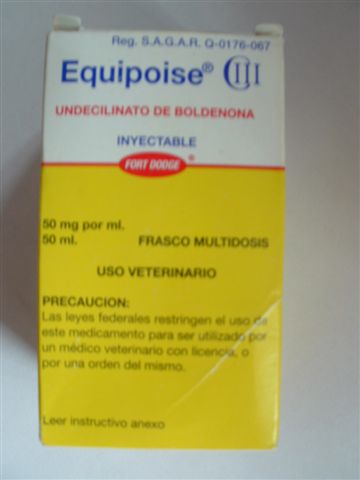 Reg. S.A.G.A.R. Q-0176-067
Equipoise® CIII
UNDECILINATO DE BOLDENONA
INYECTABLE
FORT DODGE ®
50 mg por ml.
50 ml. FRASCO MULTIDOSIS
USO VETERINARIO
PRECAUCION:
Las leyes federales restringen el uso de
este medicamento para ser utilizado por
un médico veterinario con licencia, o
por una orden del mismo.
Leer instructivo anexo